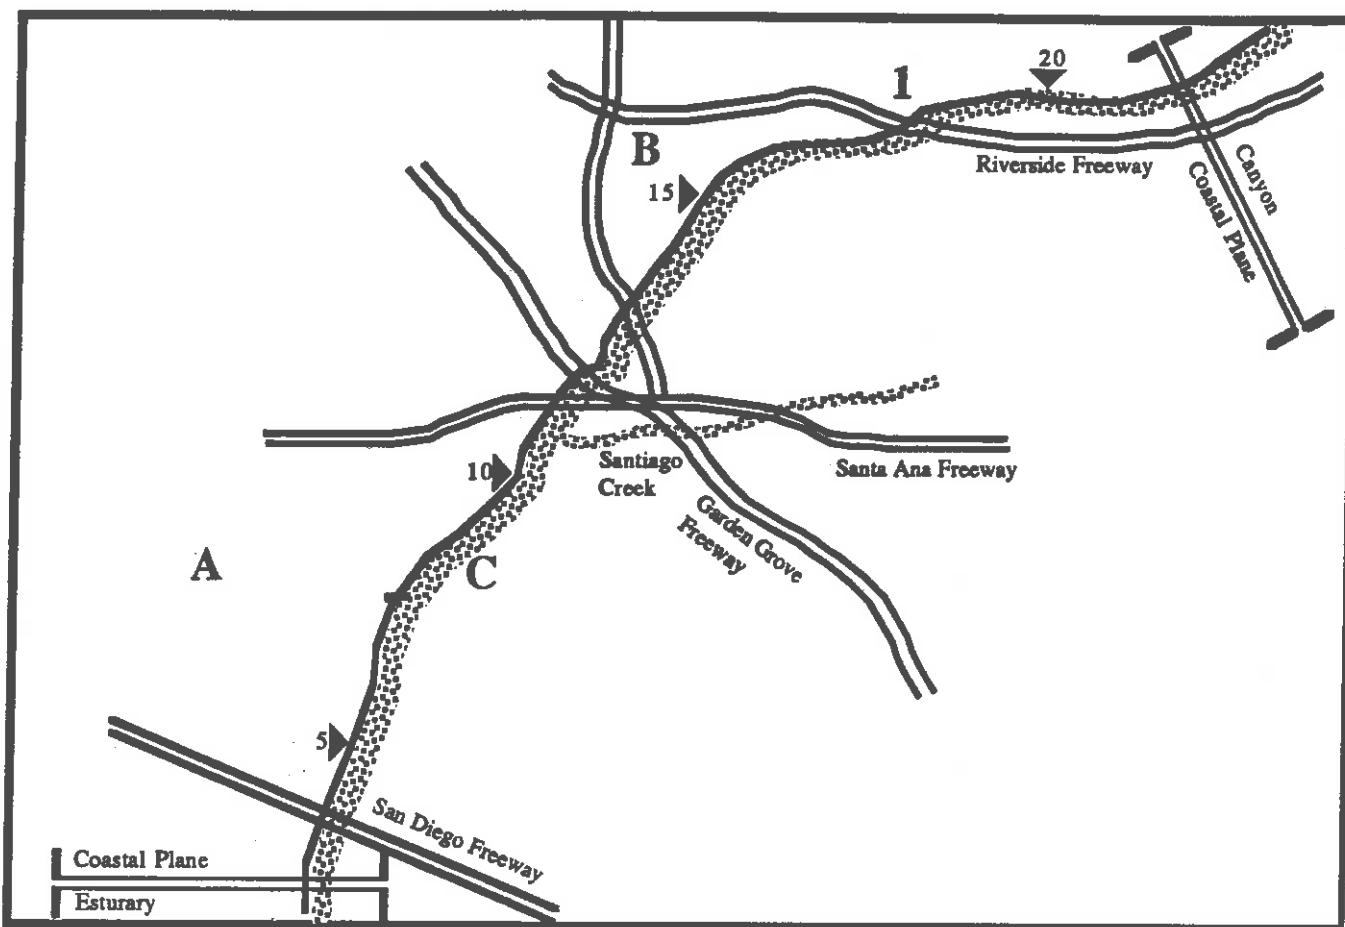 20
1
B
Riverside Freeway
15
Canyon
Coastal Plane
Santiago
Creek
Santa Ana Freeway
10
Garden Grove
Freeway
A
C
5
San Diego Freeway
Coastal Plane
Esturary